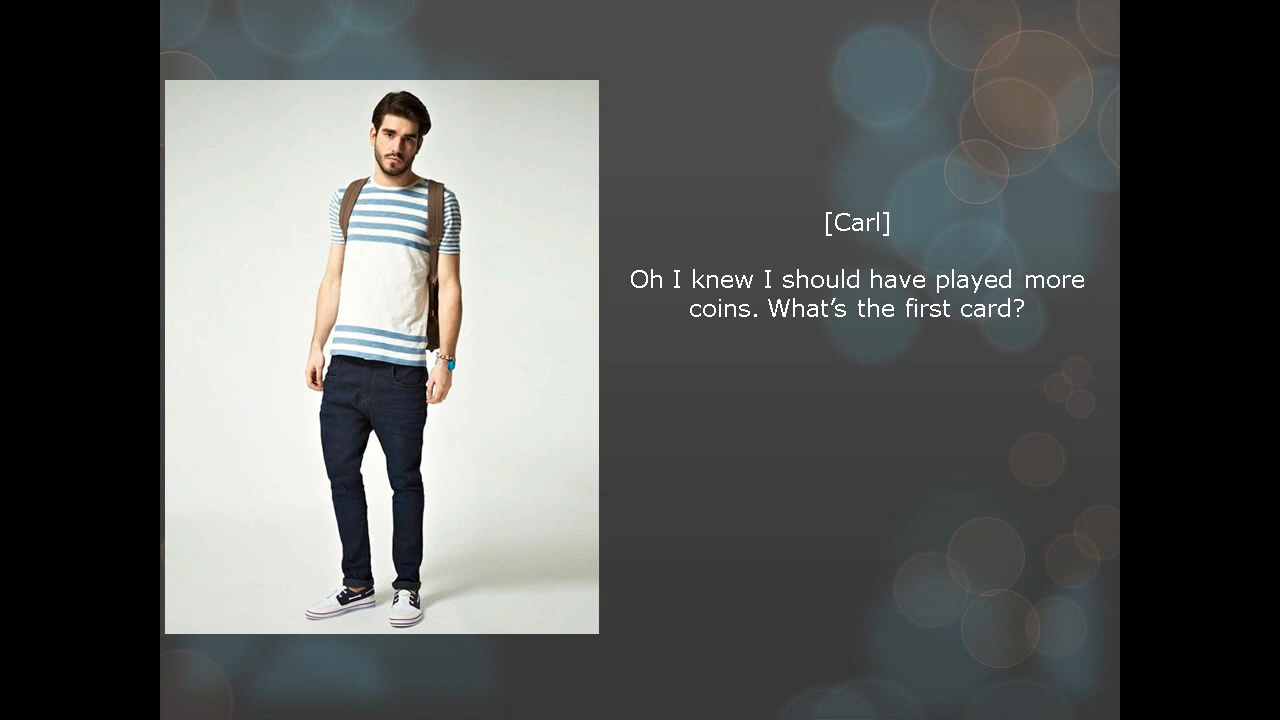 [Carl]
Oh I knew I should have played more
coins. What’s the first card?